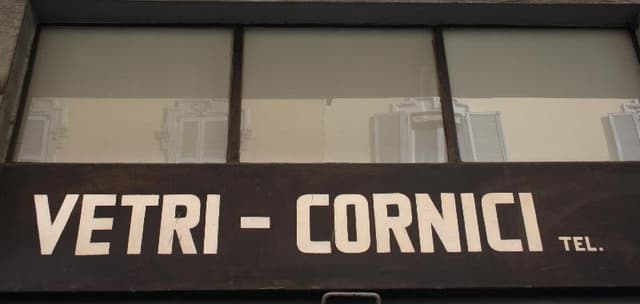 VETRI - CORNICI TEL.